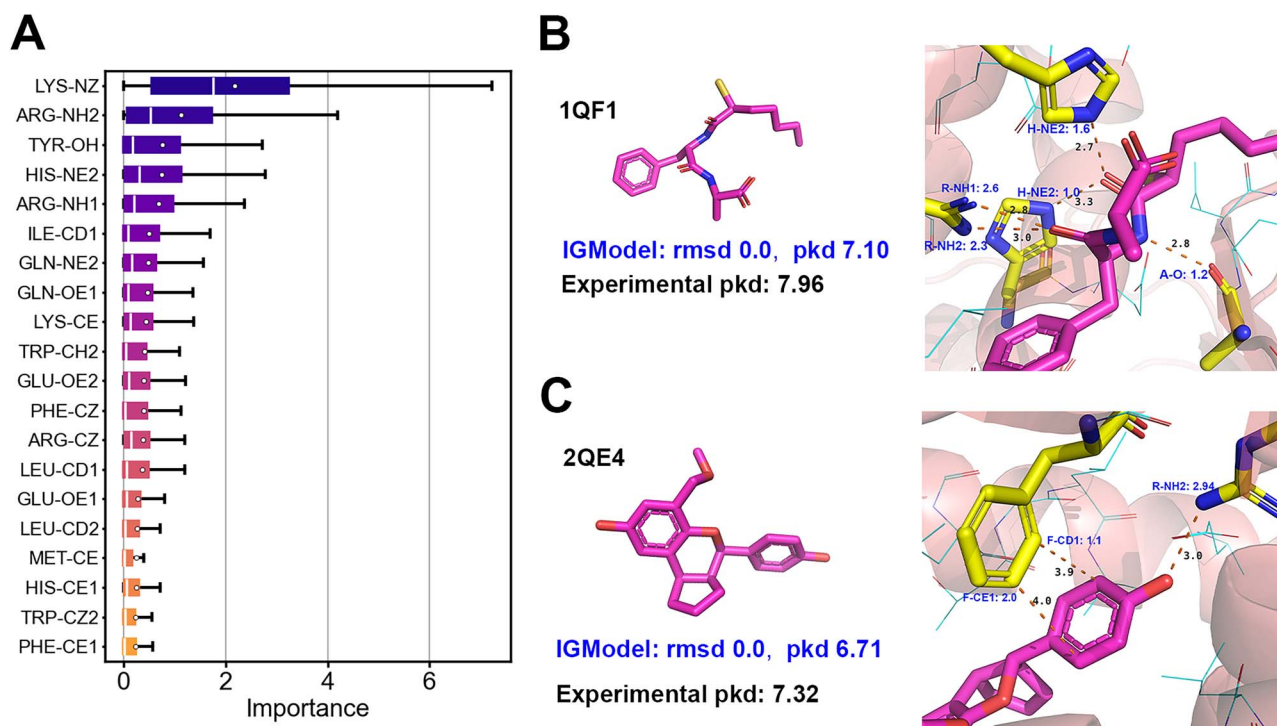 A
LYS-NZ
ARG-NH2
TYR-OH
HIS-NE2
ARG-NH1
ILE-CD1
GLN-NE2
GLN-OE1
LYS-CE
TRP-CH2
GLU-OE2
PHE-CZ
ARG-CZ
LEU-CD1
GLU-OE1
LEU-CD2
MET-CE
HIS-CE1
TRP-CZ2
PHE-CE1
0 2 4 6
Importance
B
1QF1
IGModel: rmsd 0.0, pkd 7.10
Experimental pkd: 7.96
H-NE2: 1.6
2.7
R-NH1: 2.6
H-NE2: 1.0
3.3
2.8
R-NH2: 2.3
3.0
2.8
A-O: 1.2
C
2QE4
IGModel: rmsd 0.0, pkd 6.71
Experimental pkd: 7.32
R-NH2: 2.94
F-CD1: 1.1
3.0
3.9
F-CE1: 2.0
4.0